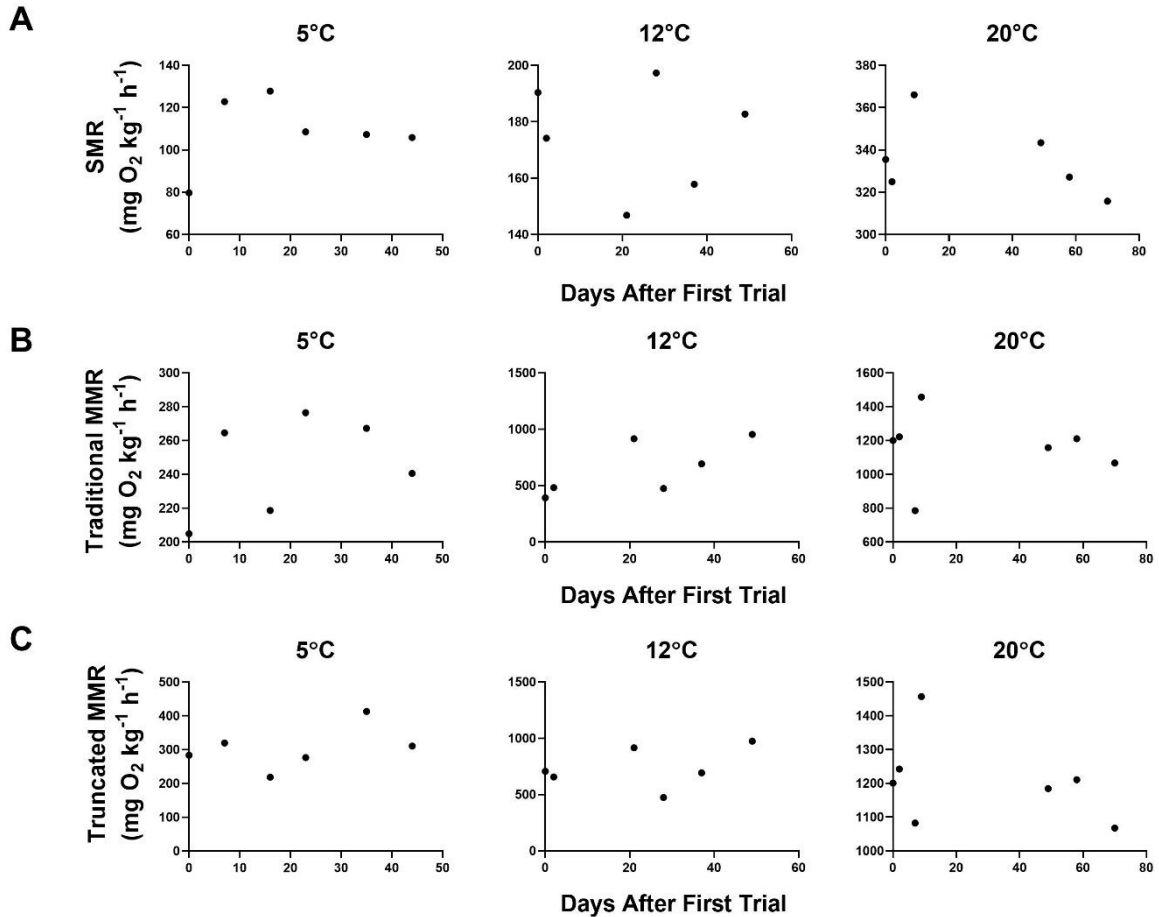 A
5°C 12°C 20°C
SMR
(mg O₂ kg⁻¹ h⁻¹)
140
120
100
80
60
0 10 20 30 40 50
200
180
160
140
0 20 40 60
380
360
340
320
300
0 20 40 60 80
Days After First Trial
B
5°C 12°C 20°C
Traditional MMR
(mg O₂ kg⁻¹ h⁻¹)
300
280
260
240
220
200
0 10 20 30 40 50
1500
1000
500
0
0 20 40 60
1600
1400
1200
1000
800
600
0 20 40 60 80
Days After First Trial
C
5°C 12°C 20°C
Truncated MMR
(mg O₂ kg⁻¹ h⁻¹)
500
400
300
200
100
0
0 10 20 30 40 50
1500
1000
500
0
0 20 40 60
1500
1400
1300
1200
1100
1000
0 20 40 60 80
Days After First Trial